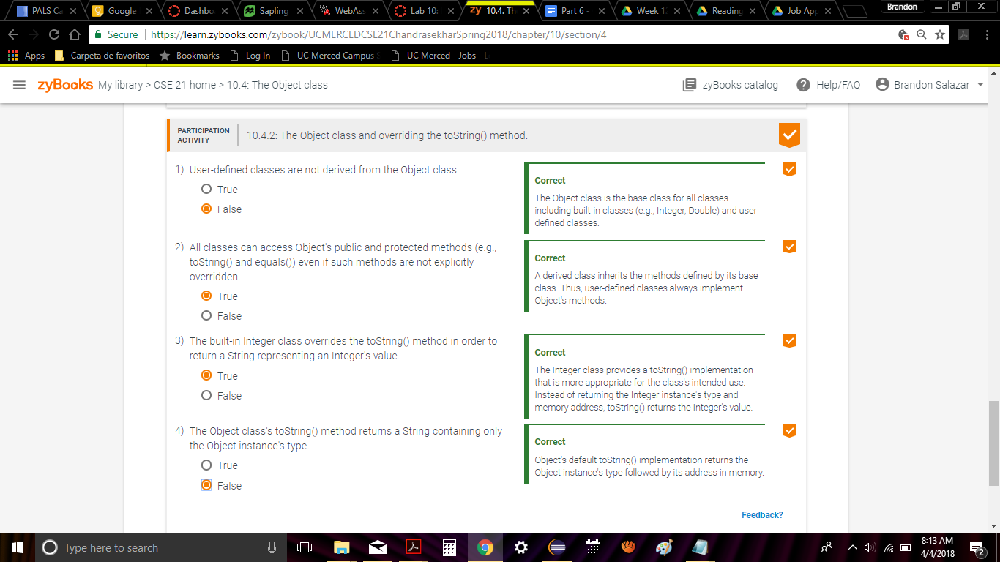 PALS Ca
Google
Dashbo
Sapling
WebAss
Lab 10:
zy 10.4. Th
Part 6 -
Week 1
Reading
Job App
Brandon
Secure https://learn.zybooks.com/zybook/UCMERCEDCSE21ChandrasekharSpring2018/chapter/10/section/4
Apps Carpeta de favoritos Bookmarks Log In UC Merced Campus UC Merced - Jobs -
zyBooks My library > CSE 21 home > 10.4: The Object class
zyBooks catalog Help/FAQ Brandon Salazar
PARTICIPATION
ACTIVITY
10.4.2: The Object class and overriding the toString() method.
1) User-defined classes are not derived from the Object class.
True
False
Correct
The Object class is the base class for all classes
including built-in classes (e.g., Integer, Double) and user-
defined classes.
2) All classes can access Object's public and protected methods (e.g.,
toString() and equals()) even if such methods are not explicitly
overridden.
True
False
Correct
A derived class inherits the methods defined by its base
class. Thus, user-defined classes always implement
Object's methods.
3) The built-in Integer class overrides the toString() method in order to
return a String representing an Integer's value.
True
False
Correct
The Integer class provides a toString() implementation
that is more appropriate for the class's intended use.
Instead of returning the Integer instance's type and
memory address, toString() returns the Integer's value.
4) The Object class's toString() method returns a String containing only
the Object instance's type.
True
False
Correct
Object's default toString() implementation returns the
Object instance's type followed by its address in memory.
Feedback?
Type here to search
8:13 AM
4/4/2018
2